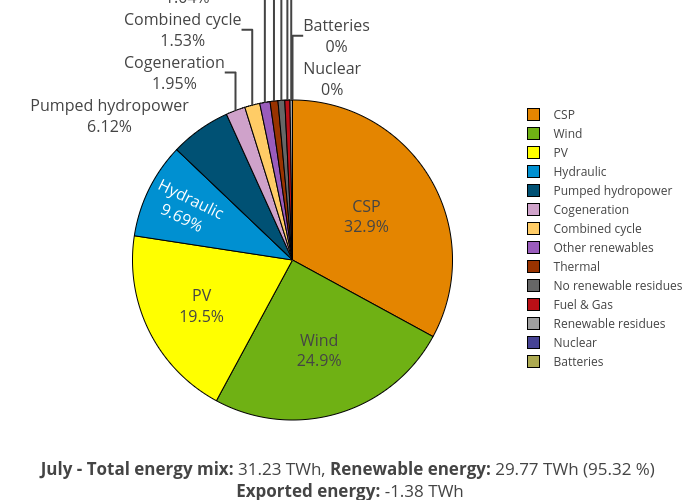 Combined cycle
1.53%
Batteries
0%
Cogeneration
1.95%
Nuclear
0%
Pumped hydropower
6.12%
Hydraulic
9.69%
CSP
32.9%
PV
19.5%
Wind
24.9%
CSP
Wind
PV
Hydraulic
Pumped hydropower
Cogeneration
Combined cycle
Other renewables
Thermal
No renewable residues
Fuel & Gas
Renewable residues
Nuclear
Batteries
July - Total energy mix: 31.23 TWh, Renewable energy: 29.77 TWh (95.32 %)
Exported energy: -1.38 TWh